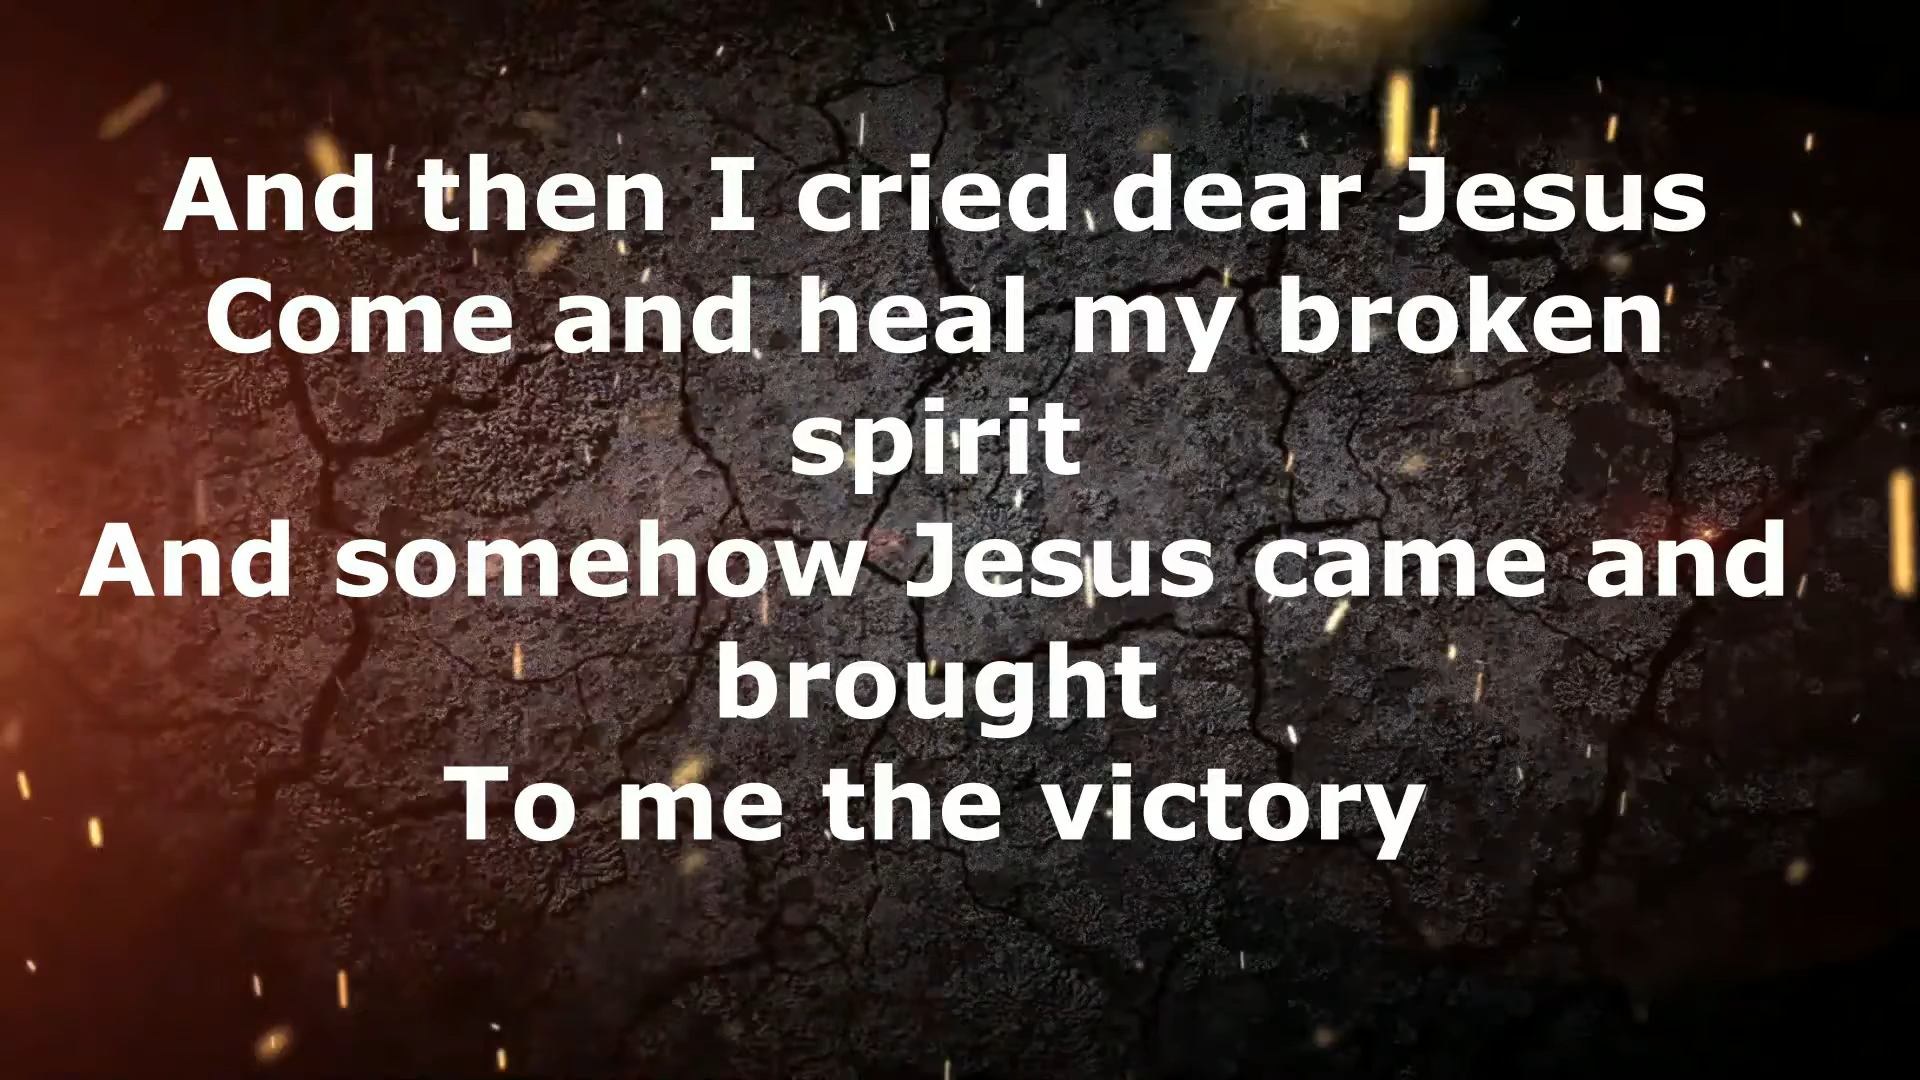 And then I cried dear Jesus
Come and heal my broken
spirit
And somehow Jesus came and
brought
To me the victory